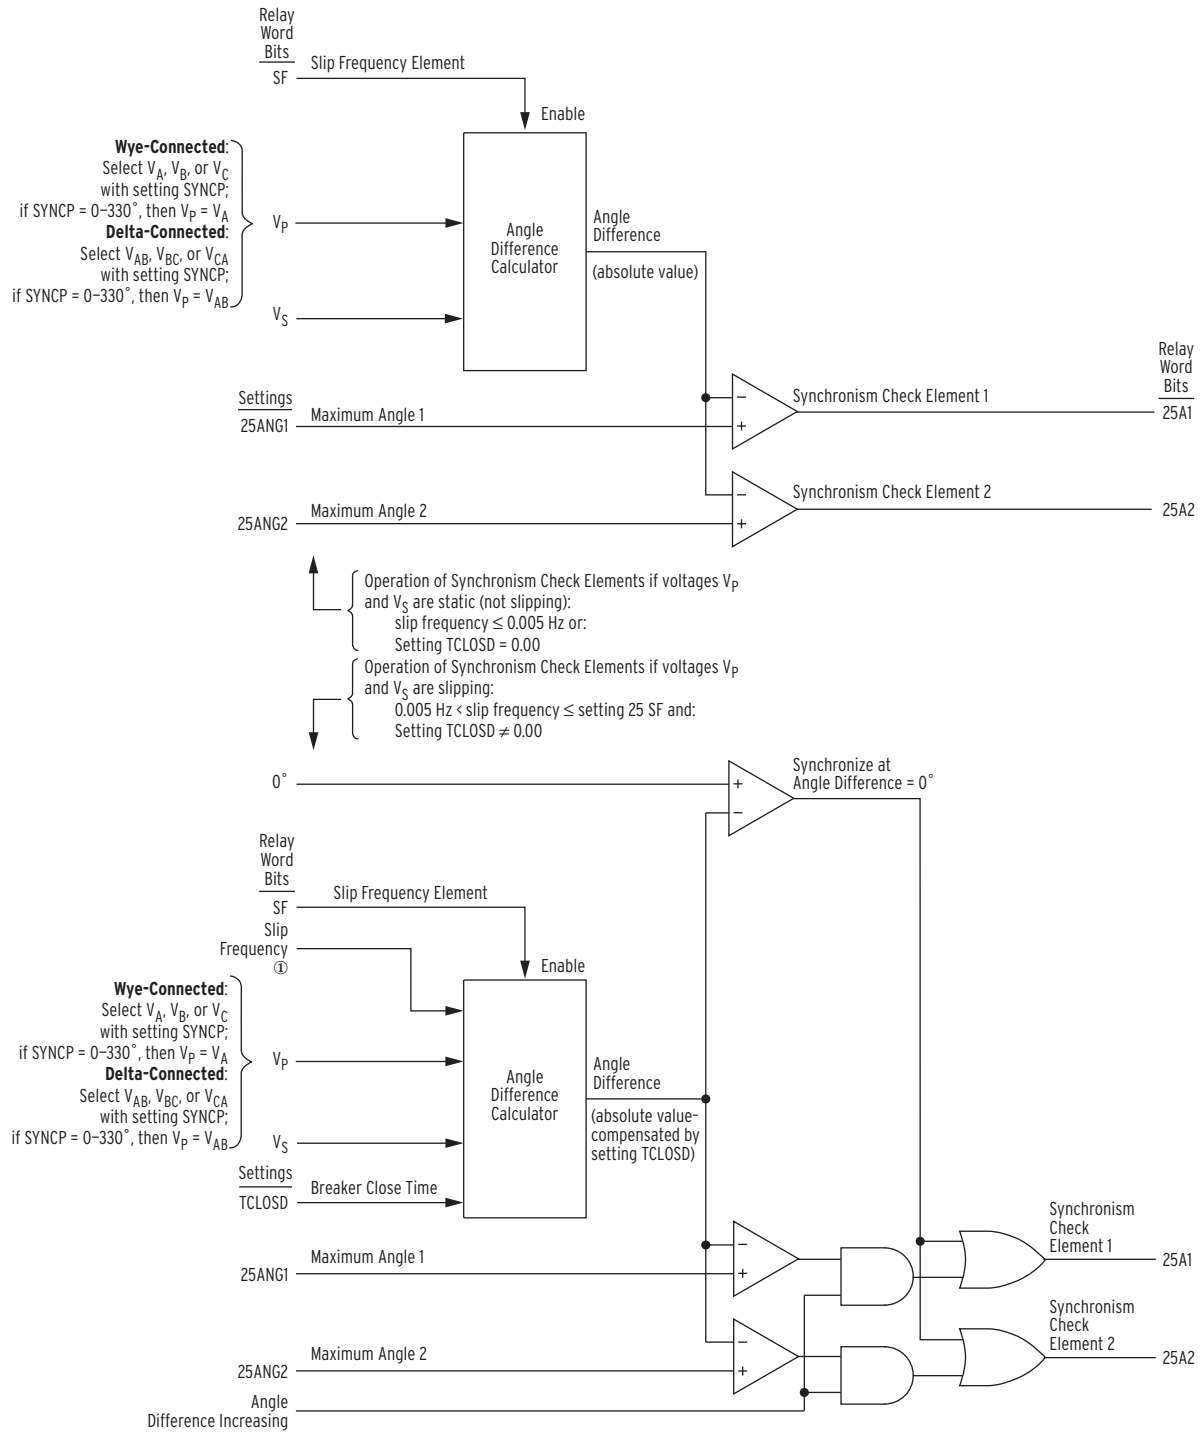 Relay
Word
Bits
SF
Slip Frequency Element
Enable
Wye-Connected:
Select VA, VB, or VC
with setting SYNCP;
if SYNCP = 0–330˚, then VP = VA
Delta-Connected:
Select VAB, VBC, or VCA
with setting SYNCP;
if SYNCP = 0–330˚, then VP = VAB
VP
VS
Angle
Difference
Calculator
Angle
Difference
(absolute value)
Settings
25ANG1
Maximum Angle 1
−
+
Synchronism Check Element 1
Relay
Word
Bits
25A1
25ANG2
Maximum Angle 2
−
+
Synchronism Check Element 2
25A2
Operation of Synchronism Check Elements if voltages VP
and VS are static (not slipping):
slip frequency ≤ 0.005 Hz or:
Setting TCLOSD = 0.00
Operation of Synchronism Check Elements if voltages VP
and VS are slipping:
0.005 Hz < slip frequency ≤ setting 25 SF and:
Setting TCLOSD ≠ 0.00
0˚
+
−
Synchronize at
Angle Difference = 0˚
Relay
Word
Bits
SF
Slip Frequency Element
Slip
Frequency
①
Enable
Wye-Connected:
Select VA, VB, or VC
with setting SYNCP;
if SYNCP = 0–330˚, then VP = VA
Delta-Connected:
Select VAB, VBC, or VCA
with setting SYNCP;
if SYNCP = 0–330˚, then VP = VAB
VP
VS
Angle
Difference
Calculator
Angle
Difference
(absolute value-
compensated by
setting TCLOSD)
Settings
TCLOSD
Breaker Close Time
25ANG1
Maximum Angle 1
−
+
Synchronism
Check
Element 1
25A1
25ANG2
Maximum Angle 2
−
+
Synchronism
Check
Element 2
25A2
Angle
Difference Increasing